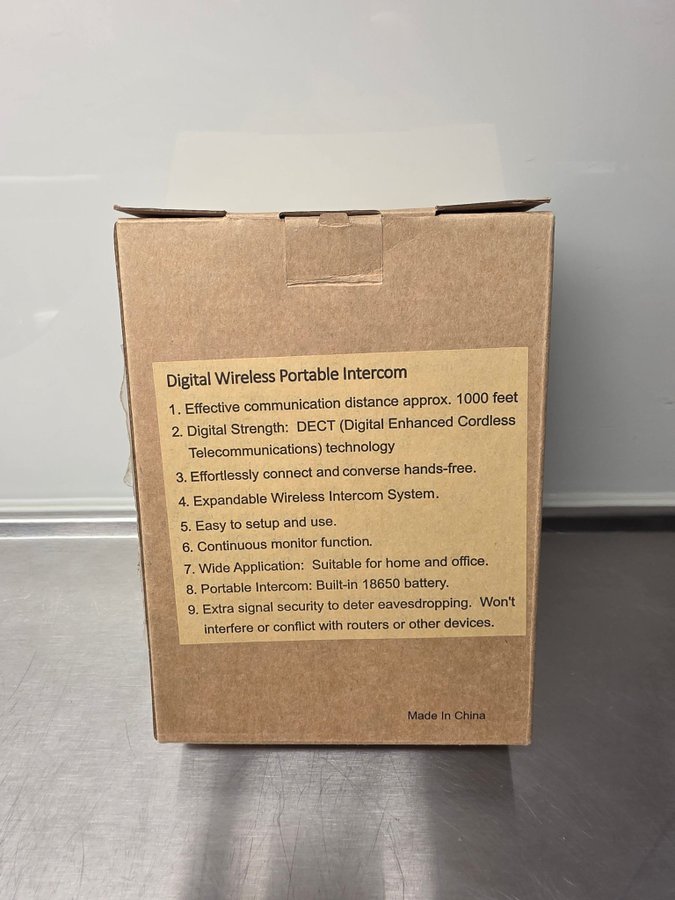 Digital Wireless Portable Intercom
1. Effective communication distance approx. 1000 feet
2. Digital Strength: DECT (Digital Enhanced Cordless
Telecommunications) technology
3. Effortlessly connect and converse hands-free.
4. Expandable Wireless Intercom System.
5. Easy to setup and use.
6. Continuous monitor function.
7. Wide Application: Suitable for home and office.
8. Portable Intercom: Built-in 18650 battery.
9. Extra signal security to deter eavesdropping. Won't
interfere or conflict with routers or other devices.
Made In China